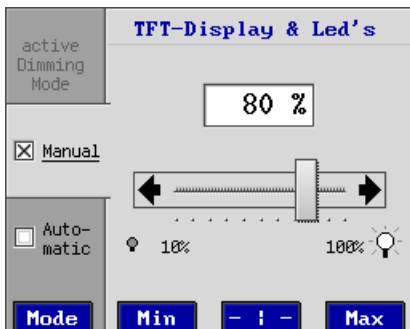 TFT-Display & Led's
active
Dimming
Mode
80 %
Manual
Auto-
matic
10%
100%
Mode
Min
- ¦ -
Max